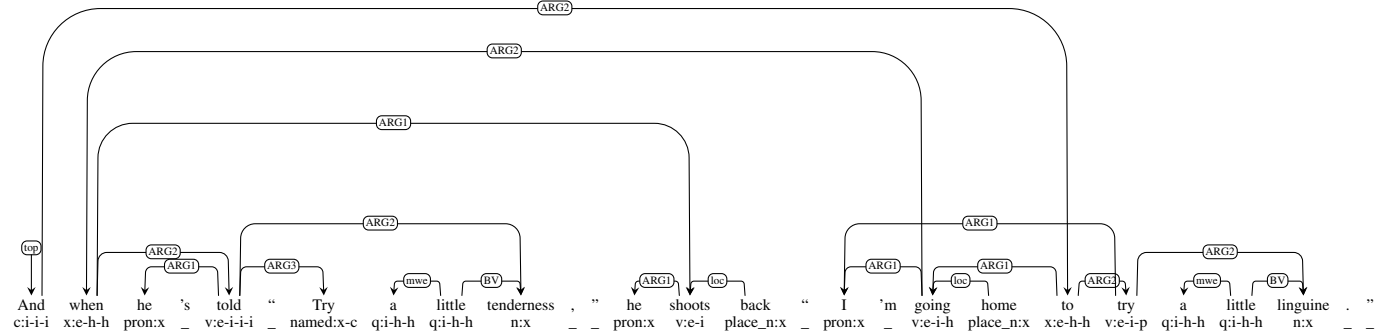 ARG2
ARG2
ARG1
ARG2 ARG1
top ARG2 ARG2
ARG1 ARG3 mwe BV ARG1 loc ARG1 loc ARG1 ARG2 mwe BV
And when he 's told “ Try a little tenderness , ” he shoots back “ I 'm going home to try a little linguine . ”
c:i-i-i x:e-h-h pron:x _ v:e-i-i-i _ named:x-c q:i-h-h q:i-h-h n:x _ _ pron:x v:e-i place_n:x _ pron:x _ v:e-i-h place_n:x x:e-h-h v:e-i-p q:i-h-h q:i-h-h n:x _ _